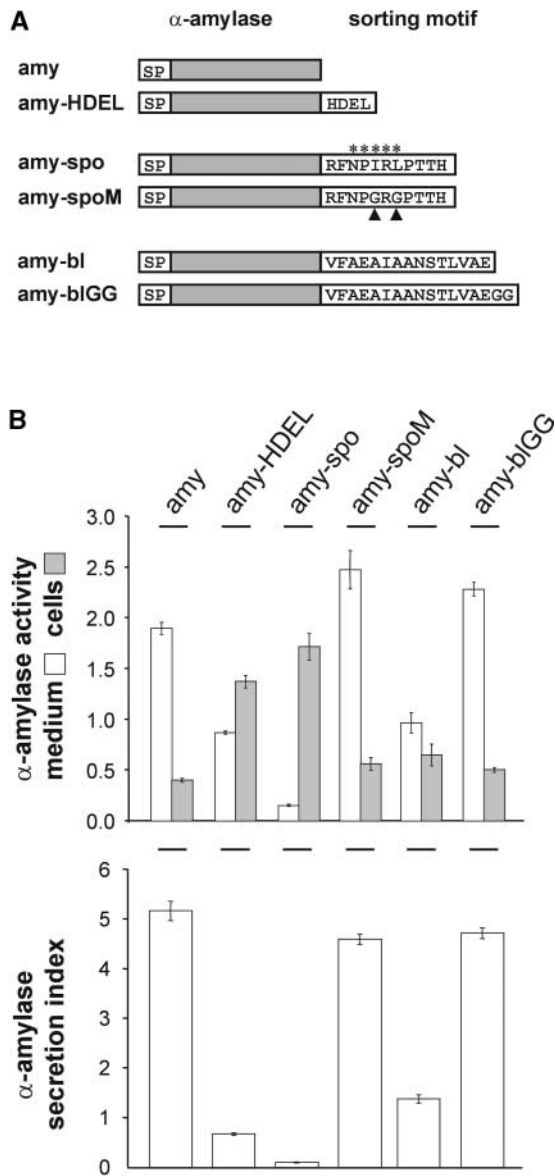 A
α-amylase sorting motif
amy SP
amy-HDEL SP HDEL
*****
amy-spo SP RFNPIRLPTTH
amy-spoM SP RFNPGRGPTTH
amy-bl SP VFAEAIAANSTLVAE
amy-blGG SP VFAEAIAANSTLVAEGG
B
amy
amy-HDEL
amy-spo
amy-spoM
amy-bl
amy-blGG
α-amylase activity
medium cells
3.0
2.5
2.0
1.5
1.0
0.5
0.0
α-amylase
secretion index
6
5
4
3
2
1
0